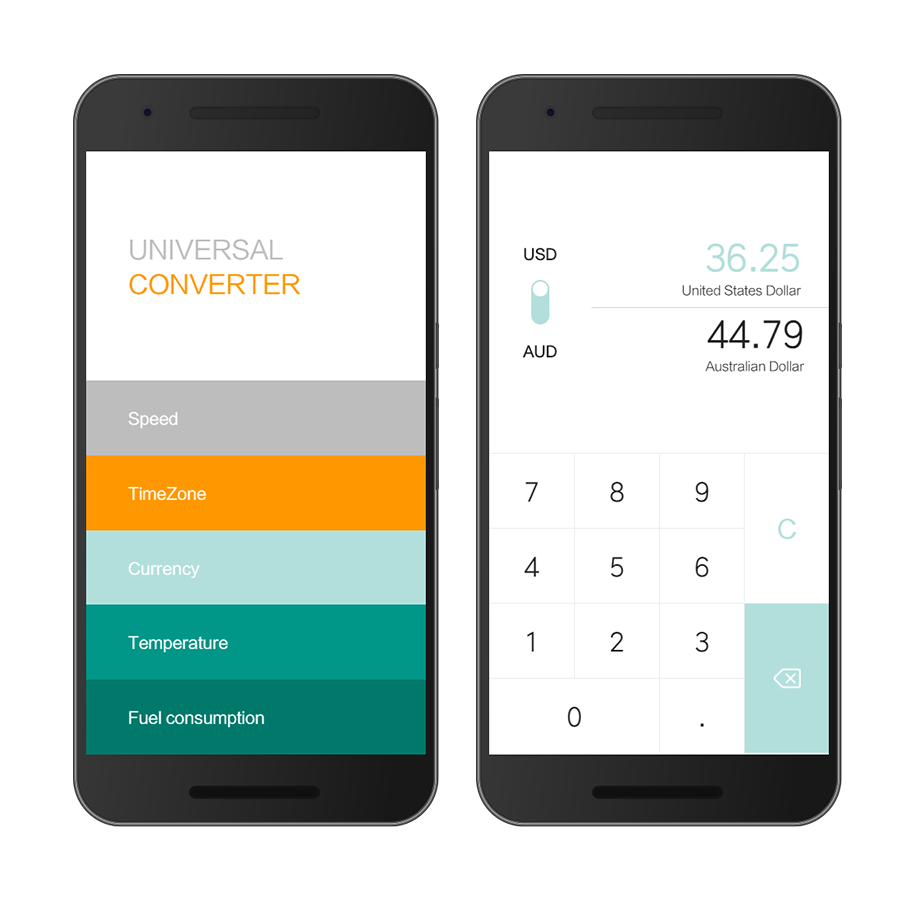 UNIVERSAL
CONVERTER
Speed
TimeZone
Currency
Temperature
Fuel consumption
USD
36.25
United States Dollar
44.79
AUD
Australian Dollar
7 8 9
C
4 5 6
1 2 3
0 .